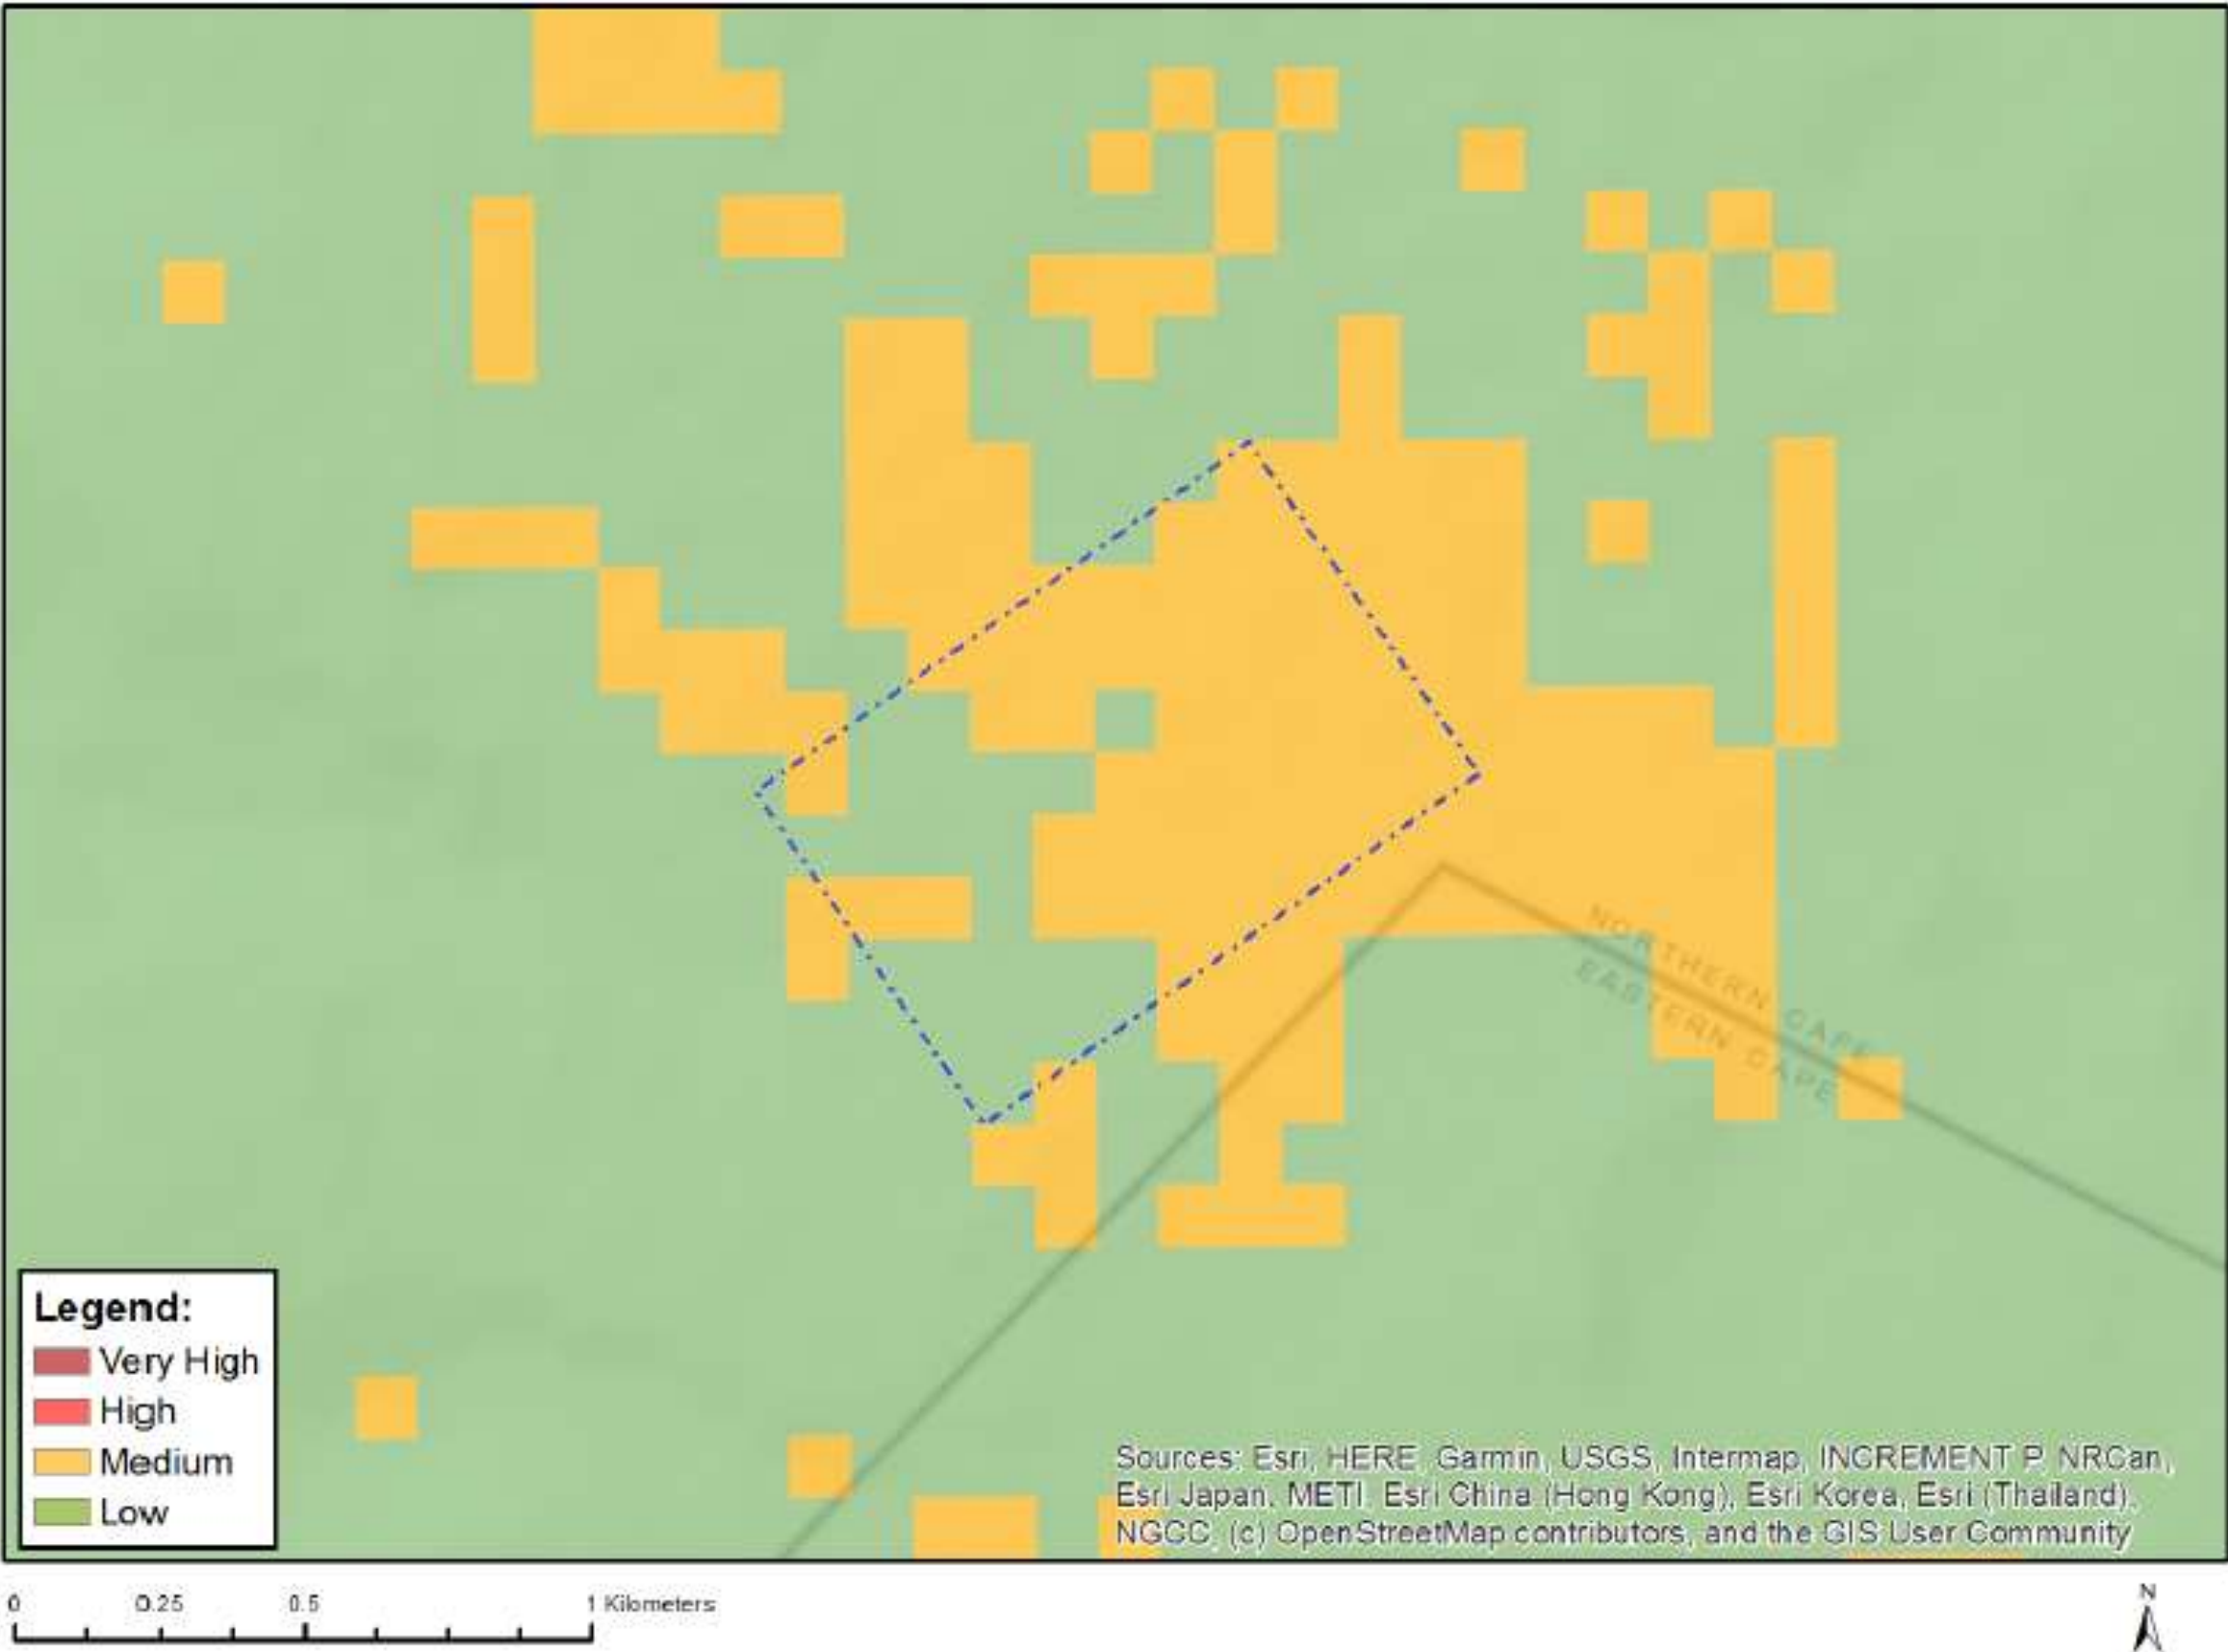 NORTHERN CAPE
EASTERN CAPE
Legend:
Very High
High
Medium
Low
Sources: Esri, HERE, Garmin, USGS, Intermap, INCREMENT P, NRCan,
Esri Japan, METI, Esri China (Hong Kong), Esri Korea, Esri (Thailand),
NGCC, (c) OpenStreetMap contributors, and the GIS User Community
0 0.25 0.5 1 Kilometers
N